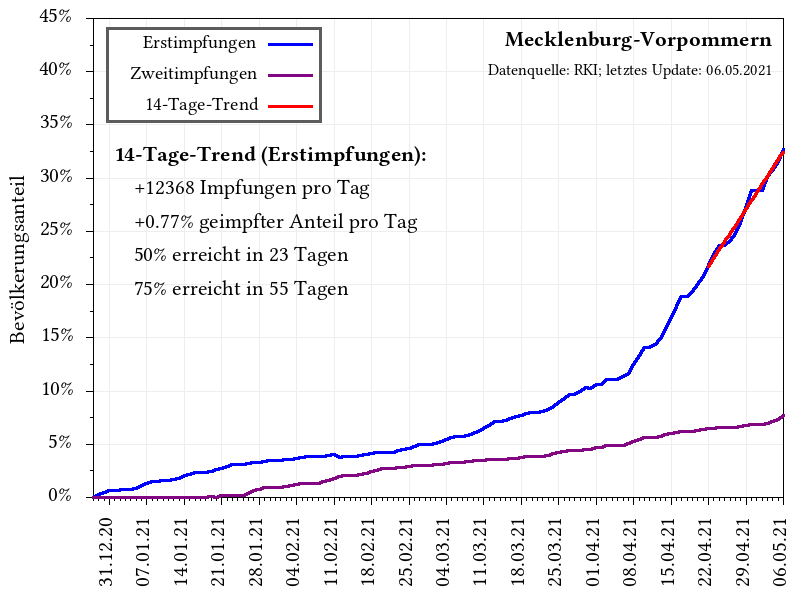 Mecklenburg-Vorpommern
Datenquelle: RKI; letztes Update: 06.05.2021
Erstimpfungen
Zweitimpfungen
14-Tage-Trend
14-Tage-Trend (Erstimpfungen):
+12368 Impfungen pro Tag
+0.77% geimpfter Anteil pro Tag
50% erreicht in 23 Tagen
75% erreicht in 55 Tagen
Bevölkerungsanteil
45%
40%
35%
30%
25%
20%
15%
10%
5%
0%
31.12.20
07.01.21
14.01.21
21.01.21
28.01.21
04.02.21
11.02.21
18.02.21
25.02.21
04.03.21
11.03.21
18.03.21
25.03.21
01.04.21
08.04.21
15.04.21
22.04.21
29.04.21
06.05.21